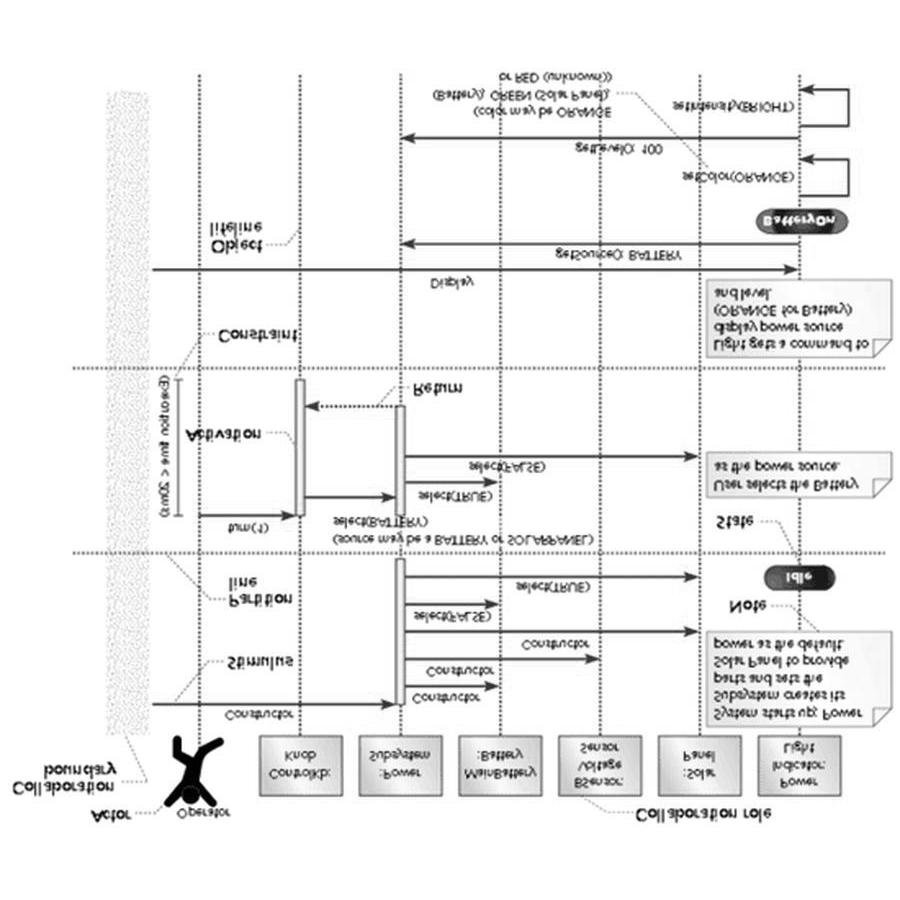 Actor
Operator
Collaboration role
Collaboration
boundary
ControlKb:
Knob
:Power
Subsystem
MainBattery
:Battery
BSensor:
Voltage
Sensor
:Solar
Panel
Power
Indicator:
Light
Constructor
System starts up; Power
Subsystem creates its
parts and sets the
Solar Panel to provide
power as the default.
Constructor
Constructor
Constructor
Stimulus
Note
select(FALSE)
select(TRUE)
Partition
line
Idle
(source may be a BATTERY or SOLARPANEL)
select(BATTERY)
State
turn(1)
select(TRUE)
select(FALSE)
User selects the Battery
as the power source.
Activation
(Execution time < 20ms)
Return
Constraint
Light gets a command to
display power source
(ORANGE for Battery)
and level.
Display
getSource(): BATTERY
Object
lifeline
BatteryOn
setColor(ORANGE)
getLevel(): 100
(color may be ORANGE
(Battery), GREEN (Solar Panel),
or RED (unknown))
setIntensity(BRIGHT)